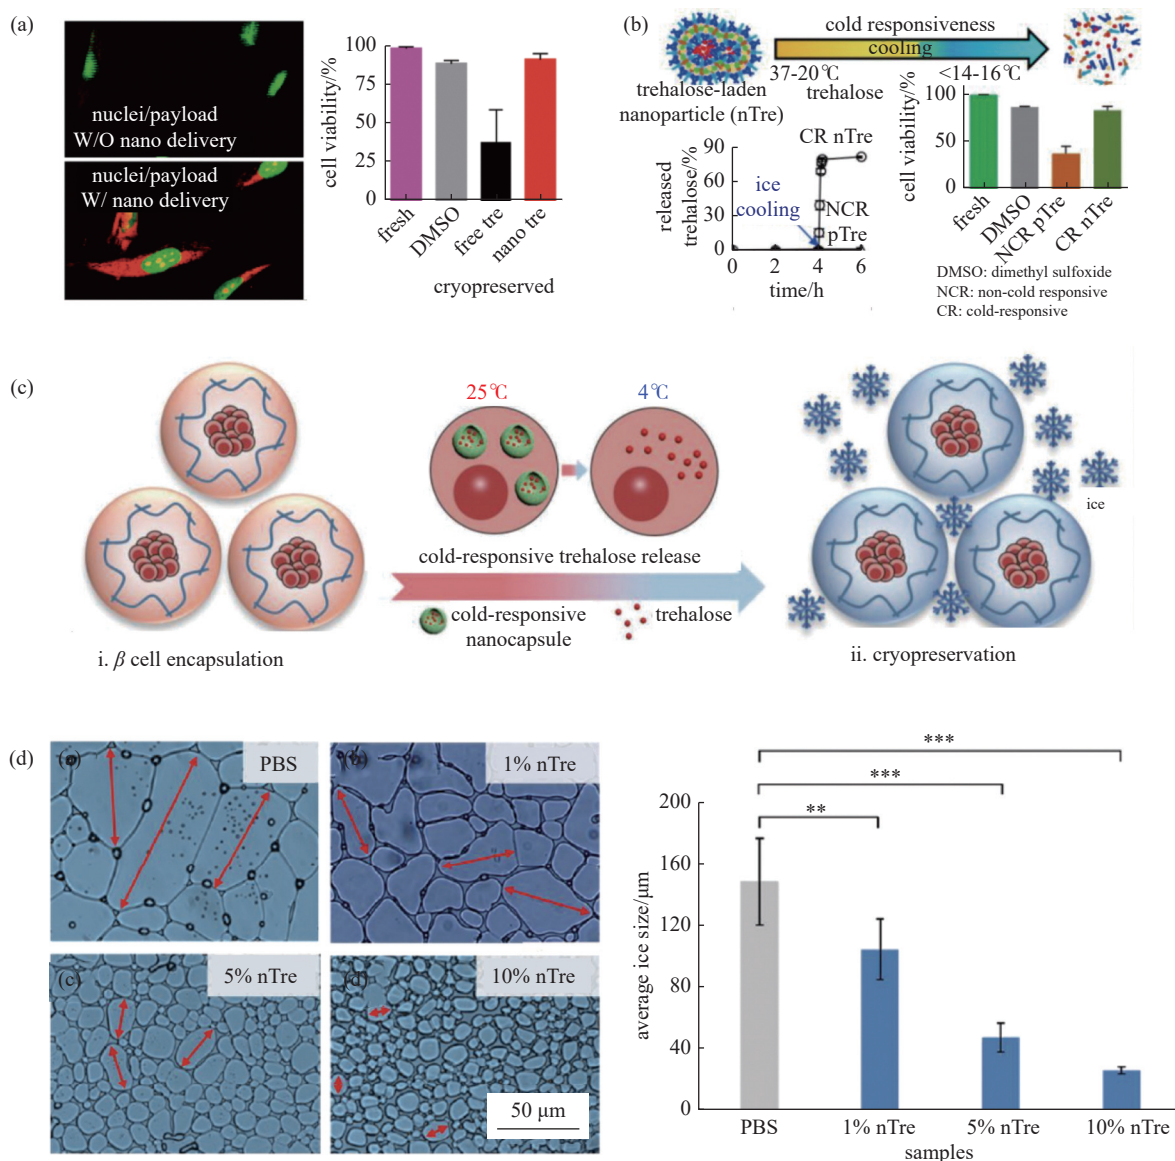 (a)
nuclei/payload
W/O nano delivery
nuclei/payload
W/ nano delivery
cell viability/%
100
75
50
25
0
fresh
DMSO
free tre
nano tre
cryopreserved
(b)
cold responsiveness
cooling
37-20℃
<14-16℃
trehalose-laden
nanoparticle (nTre)
trehalose
released
trehalose/%
90
60
30
0
CR nTre
ice
cooling
NCR
pTre
0
2
4
6
time/h
cell viability/%
100
50
0
fresh
DMSO
NCR pTre
CR nTre
DMSO: dimethyl sulfoxide
NCR: non-cold responsive
CR: cold-responsive
(c)
25℃
4℃
ice
cold-responsive trehalose release
cold-responsive
nanocapsule
trehalose
i. β cell encapsulation
ii. cryopreservation
(d)
(a)
PBS
(b)
1% nTre
(c)
5% nTre
(d)
10% nTre
50 μm
average ice size/μm
200
160
120
80
40
0
**
***
***
PBS
1% nTre
5% nTre
10% nTre
samples